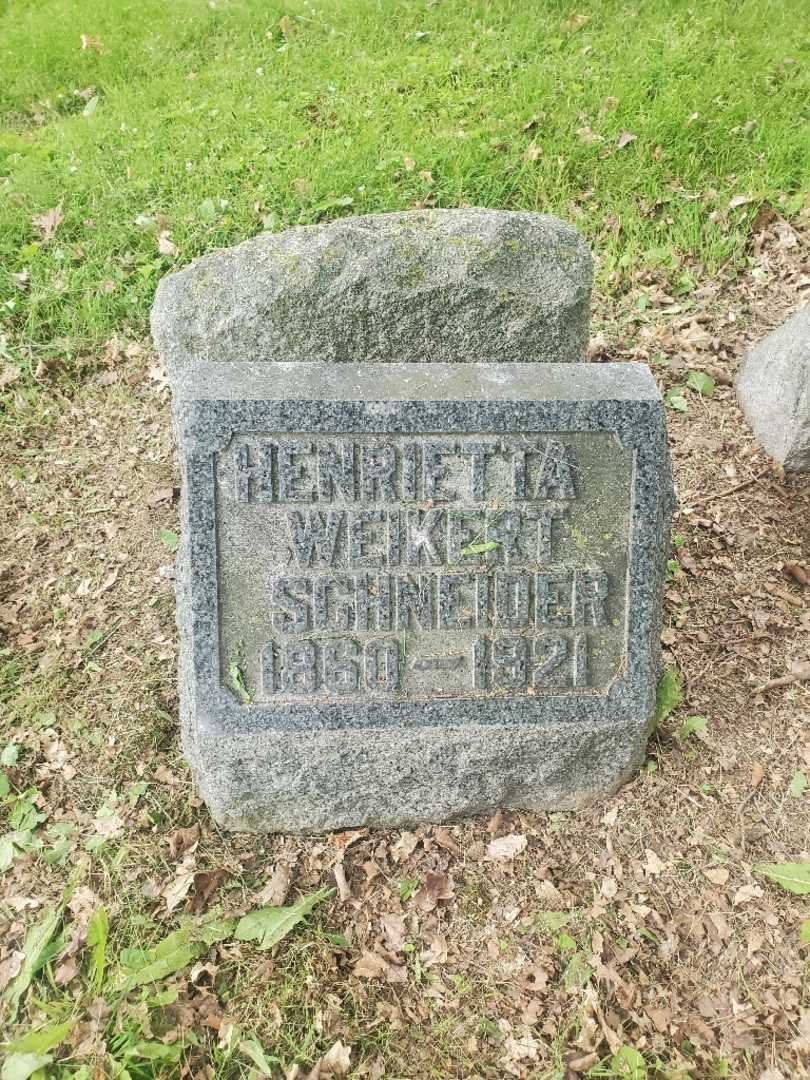 HENRIETTA
WEIKERT
SCHNEIDER
1860 — 1921